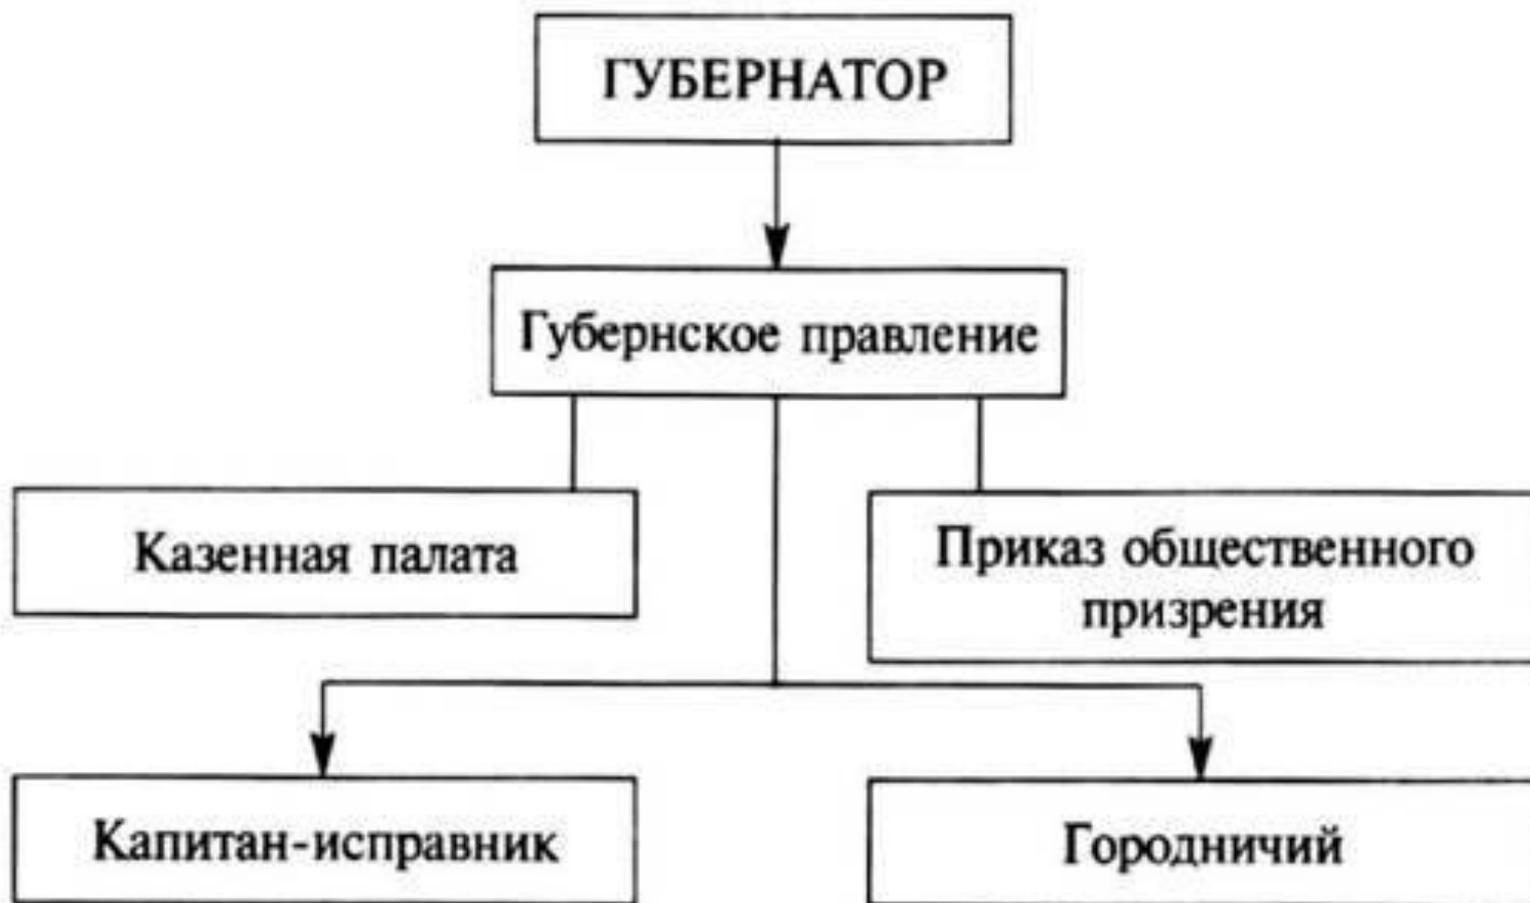 ГУБЕРНАТОР
Губернское правление
Казенная палата
Приказ общественного
призрения
Капитан-исправник
Городничий